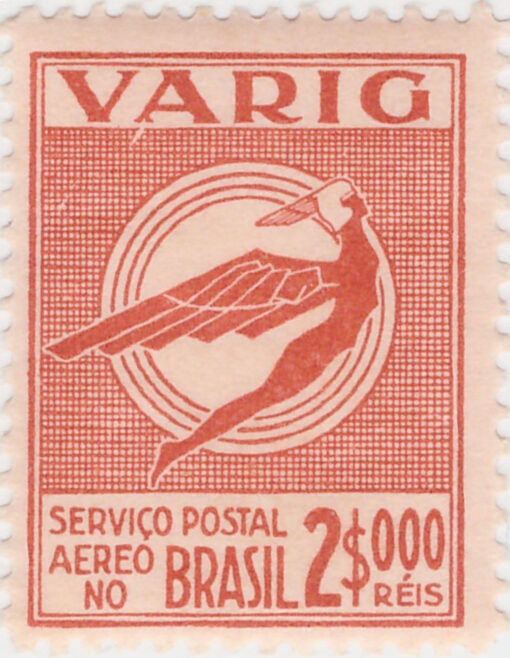 VARIG
SERVIÇO POSTAL
AEREO
NO BRASIL 2$000
RÉIS